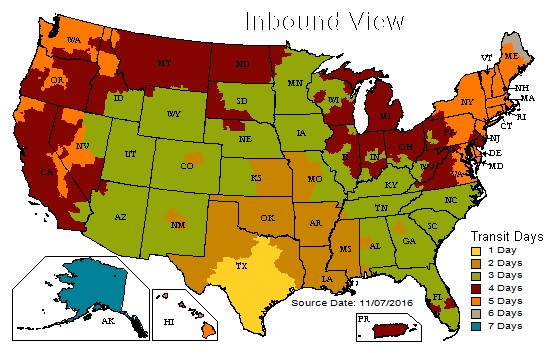 Inbound View
WA
MT
ND
MN
VT
ME
OR
ID
SD
WI
MI
NY
NH
MA
RI
CT
WY
IA
NE
IL
IN
OH
PA
NJ
DE
MD
NV
UT
CO
KS
MO
KY
WV
VA
CA
AZ
NM
OK
AR
TN
NC
SC
TX
LA
MS
AL
GA
FL
Transit Days
1 Day
2 Days
3 Days
4 Days
5 Days
6 Days
7 Days
Source Date: 11/07/2016
AK
HI
PR